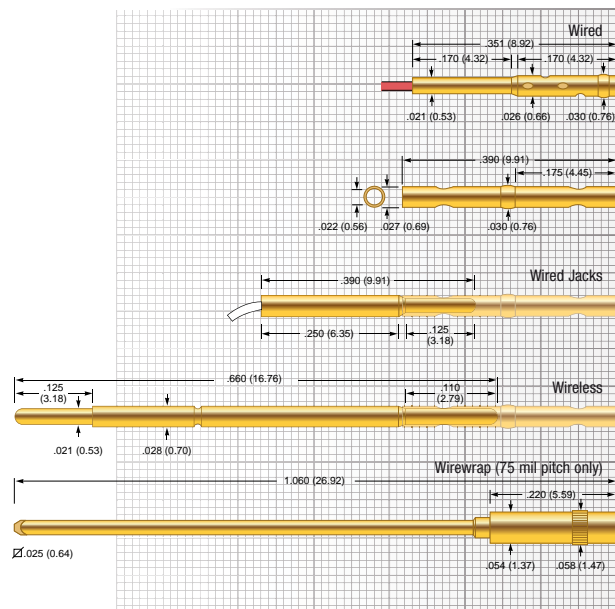 Wired
.351 (8.92)
.170 (4.32) .170 (4.32)
.021 (0.53) .026 (0.66) .030 (0.76)
.390 (9.91)
.175 (4.45)
.022 (0.56) .027 (0.69) .030 (0.76)
Wired Jacks
.390 (9.91)
.250 (6.35) .125
(3.18)
Wireless
.660 (16.76)
.125
(3.18)
.110
(2.79)
.021 (0.53) .028 (0.70)
Wirewrap (75 mil pitch only)
1.060 (26.92)
.220 (5.59)
.025 (0.64)
.054 (1.37) .058 (1.47)